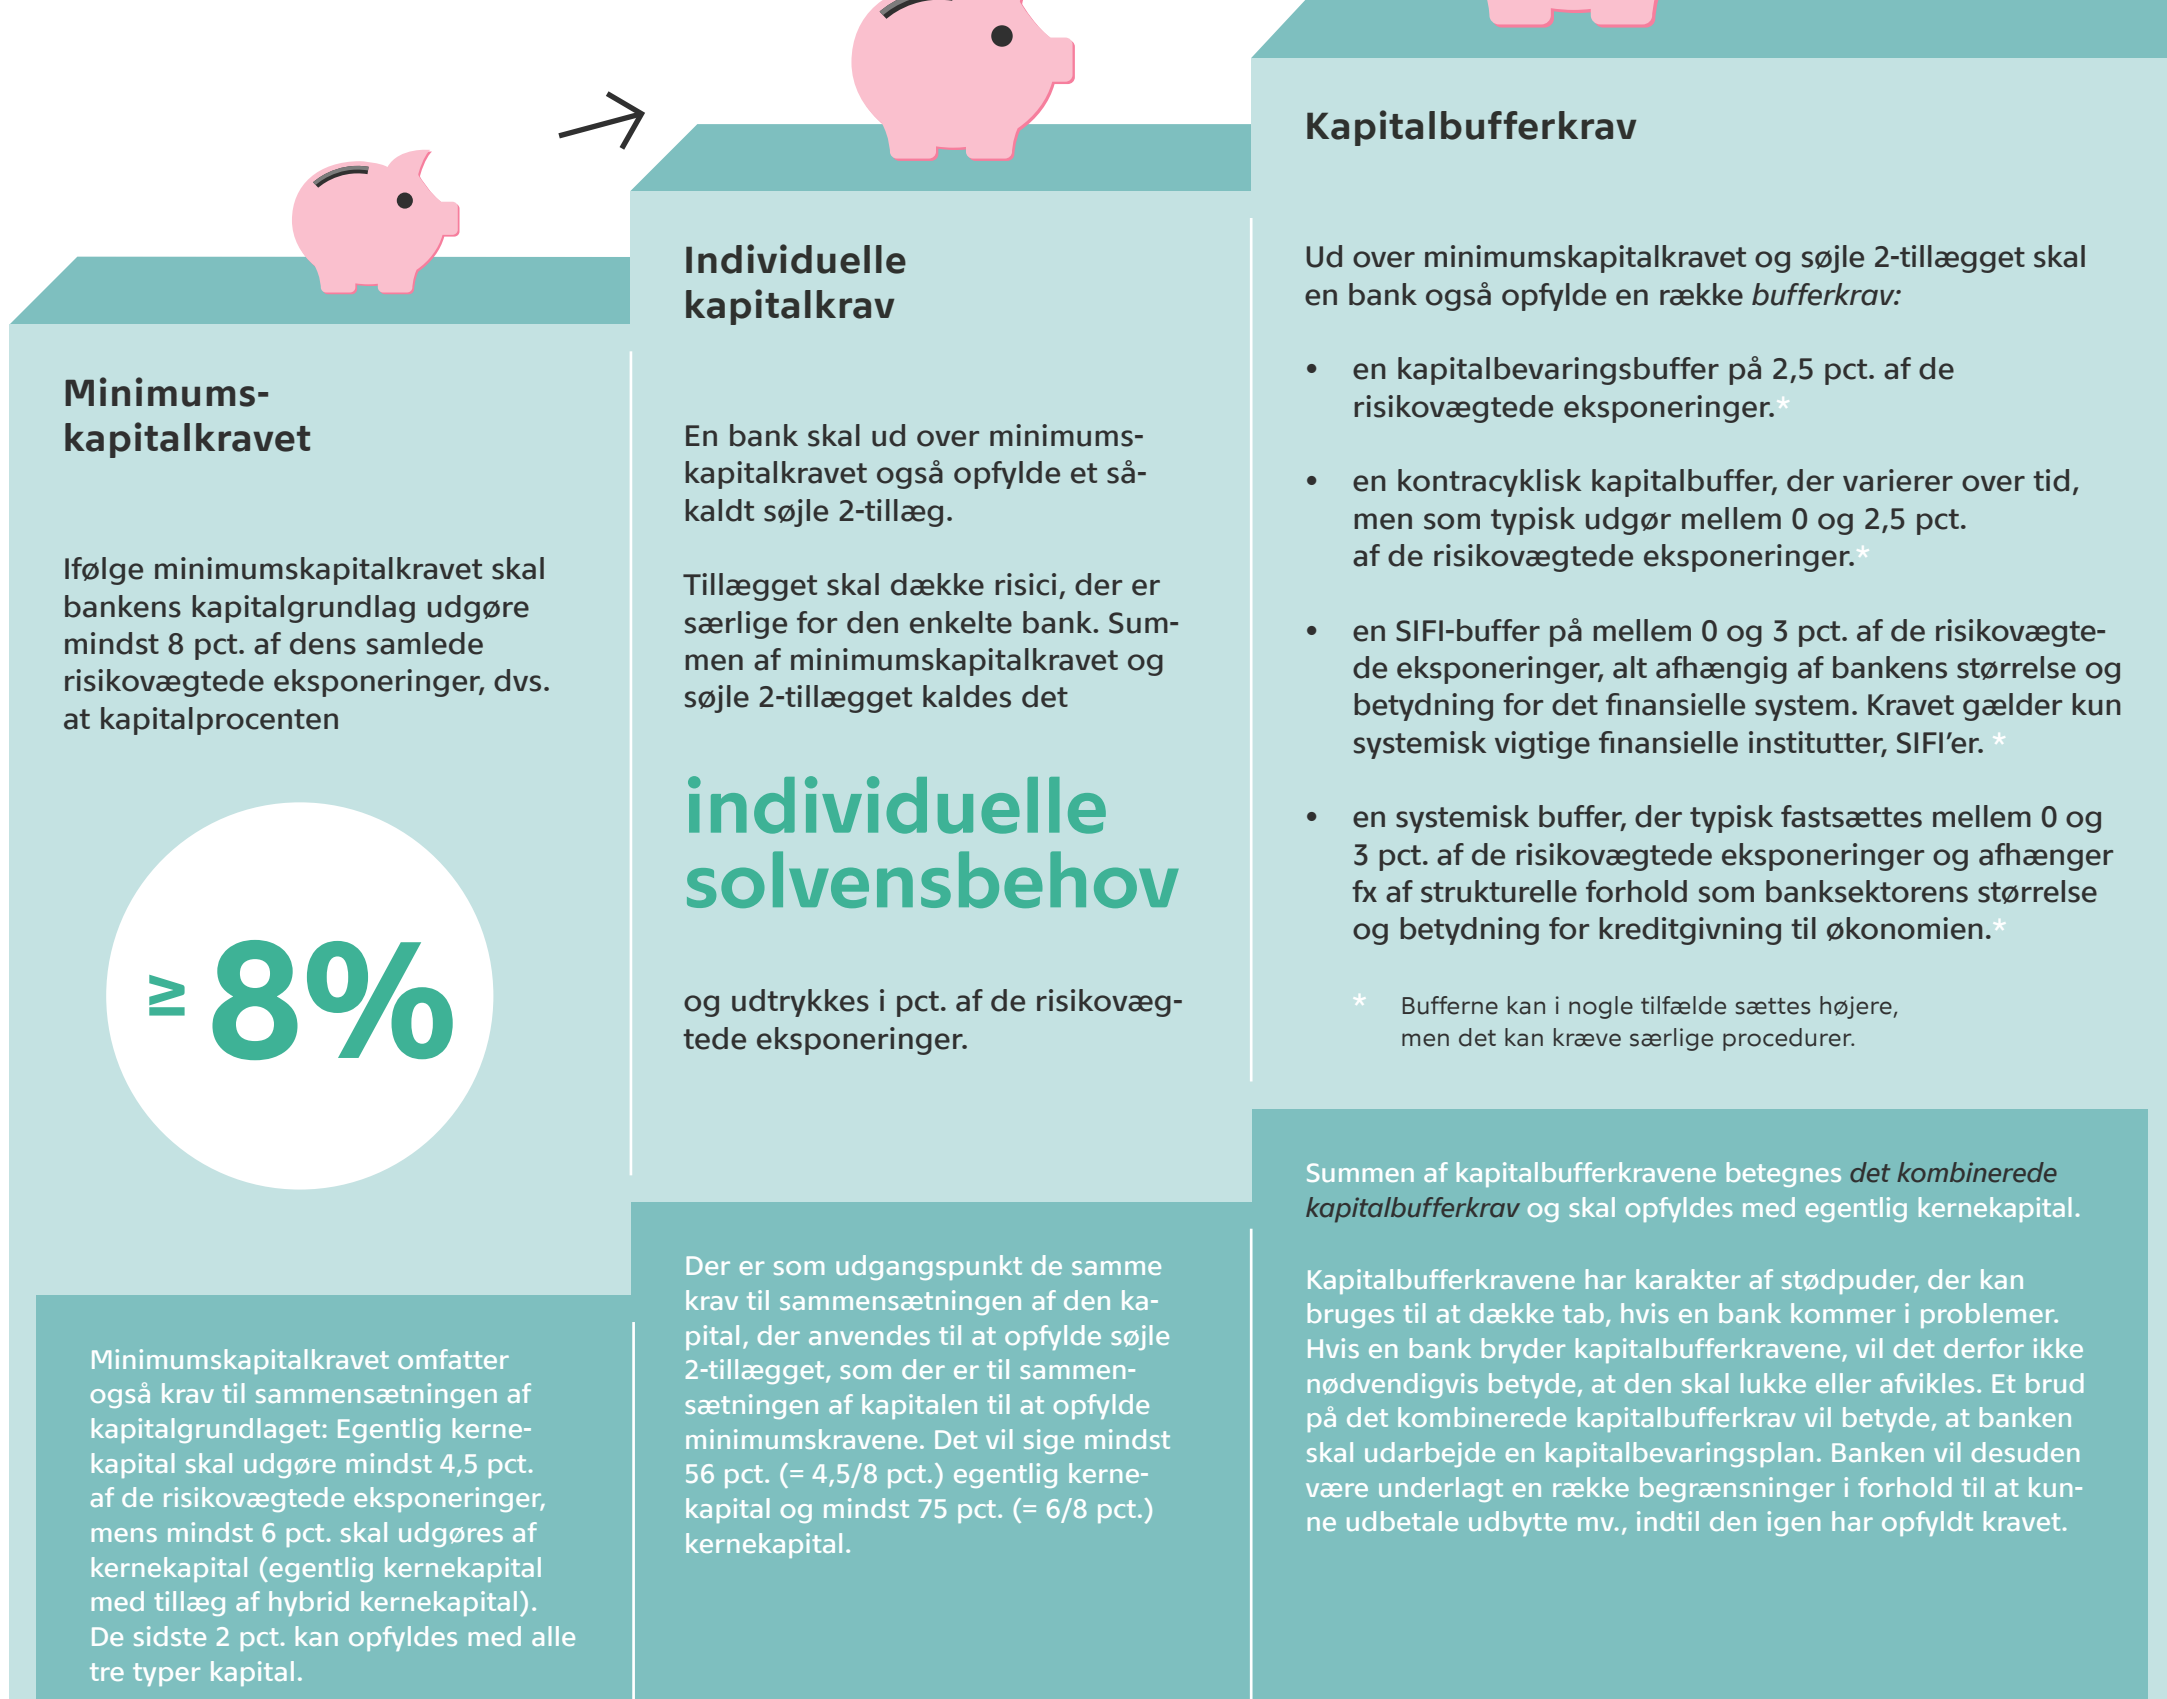 Minimums-
kapitalkravet
Ifølge minimumskapitalkravet skal
bankens kapitalgrundlag udgøre
mindst 8 pct. af dens samlede
risikovægtede eksponeringer, dvs.
at kapitalprocenten
≥ 8%
Minimumskapitalkravet omfatter
også krav til sammensætningen af
kapitalgrundlaget: Egentlig kerne-
kapital skal udgøre mindst 4,5 pct.
af de risikovægtede eksponeringer,
mens mindst 6 pct. skal udgøres af
kernekapital (egentlig kernekapital
med tillæg af hybrid kernekapital).
De sidste 2 pct. kan opfyldes med alle
tre typer kapital.
Individuelle
kapitalkrav
En bank skal ud over minimums-
kapitalkravet også opfylde et så-
kaldt søjle 2-tillæg.
Tillægget skal dække risici, der er
særlige for den enkelte bank. Sum-
men af minimumskapitalkravet og
søjle 2-tillægget kaldes det
individuelle
solvensbehov
og udtrykkes i pct. af de risikovæg-
tede eksponeringer.
Der er som udgangspunkt de samme
krav til sammensætningen af den ka-
pital, der anvendes til at opfylde søjle
2-tillægget, som der er til sammen-
sætningen af kapitalen til at opfylde
minimumskravene. Det vil sige mindst
56 pct. (= 4,5/8 pct.) egentlig kerne-
kapital og mindst 75 pct. (= 6/8 pct.)
kernekapital.
Kapitalbufferkrav
Ud over minimumskapitalkravet og søjle 2-tillægget skal
en bank også opfylde en række bufferkrav:
• en kapitalbevaringsbuffer på 2,5 pct. af de
risikovægtede eksponeringer.*
• en kontracyklisk kapitalbuffer, der varierer over tid,
men som typisk udgør mellem 0 og 2,5 pct.
af de risikovægtede eksponeringer.*
• en SIFI-buffer på mellem 0 og 3 pct. af de risikovægte-
de eksponeringer, alt afhængig af bankens størrelse og
betydning for det finansielle system. Kravet gælder kun
systemisk vigtige finansielle institutter, SIFI'er. *
• en systemisk buffer, der typisk fastsættes mellem 0 og
3 pct. af de risikovægtede eksponeringer og afhænger
fx af strukturelle forhold som banksektorens størrelse
og betydning for kreditgivning til økonomien.*
* Bufferne kan i nogle tilfælde sættes højere,
men det kan kræve særlige procedurer.
Summen af kapitalbufferkravene betegnes det kombinerede
kapitalbufferkrav og skal opfyldes med egentlig kernekapital.
Kapitalbufferkravene har karakter af stødpuder, der kan
bruges til at dække tab, hvis en bank kommer i problemer.
Hvis en bank bryder kapitalbufferkravene, vil det derfor ikke
nødvendigvis betyde, at den skal lukke eller afvikles. Et brud
på det kombinerede kapitalbufferkrav vil betyde, at banken
skal udarbejde en kapitalbevaringsplan. Banken vil desuden
være underlagt en række begrænsninger i forhold til at kun-
ne udbetale udbytte mv., indtil den igen har opfyldt kravet.